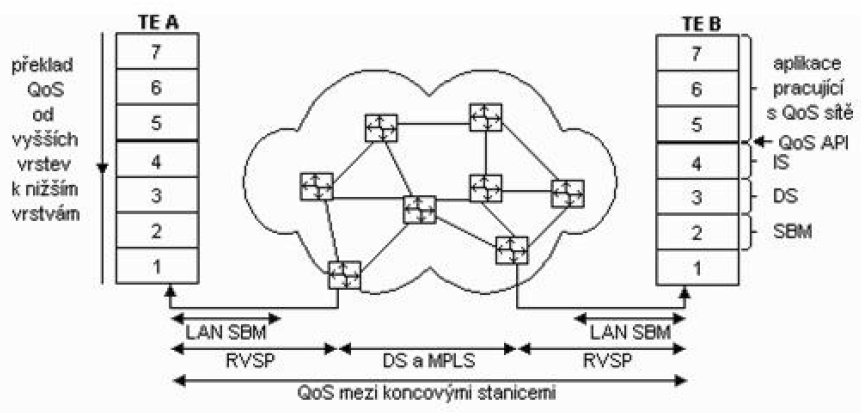 TE A
TE B
překlad
QoS
od
vyšších
vrstev
k nižším
vrstvám
7
6
5
4
3
2
1
7
6
5
4
3
2
1
aplikace
pracující
s QoS sítě
QoS API
IS
DS
SBM
LAN SBM
LAN SBM
RVSP
DS a MPLS
RVSP
QoS mezi koncovými stanicemi